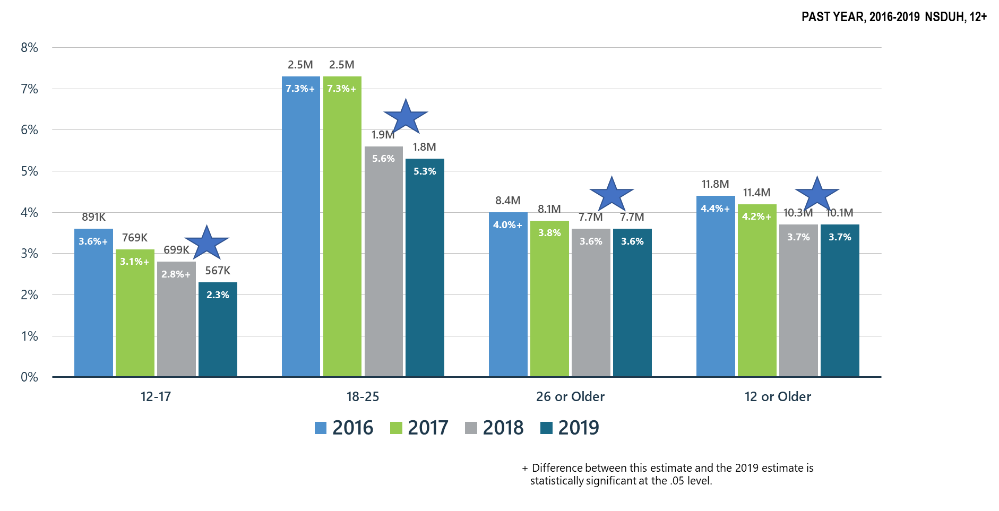 PAST YEAR, 2016-2019 NSDUH, 12+
8%
7%
6%
5%
4%
3%
2%
1%
0%
891K
3.6%+
769K
3.1%+
699K
2.8%+
567K
2.3%
2.5M
7.3%+
2.5M
7.3%+
1.9M
5.6%
1.8M
5.3%
8.4M
4.0%+
8.1M
3.8%
7.7M
3.6%
7.7M
3.6%
11.8M
4.4%+
11.4M
4.2%+
10.3M
3.7%
10.1M
3.7%
12-17
18-25
26 or Older
12 or Older
2016 2017 2018 2019
+ Difference between this estimate and the 2019 estimate is
statistically significant at the .05 level.